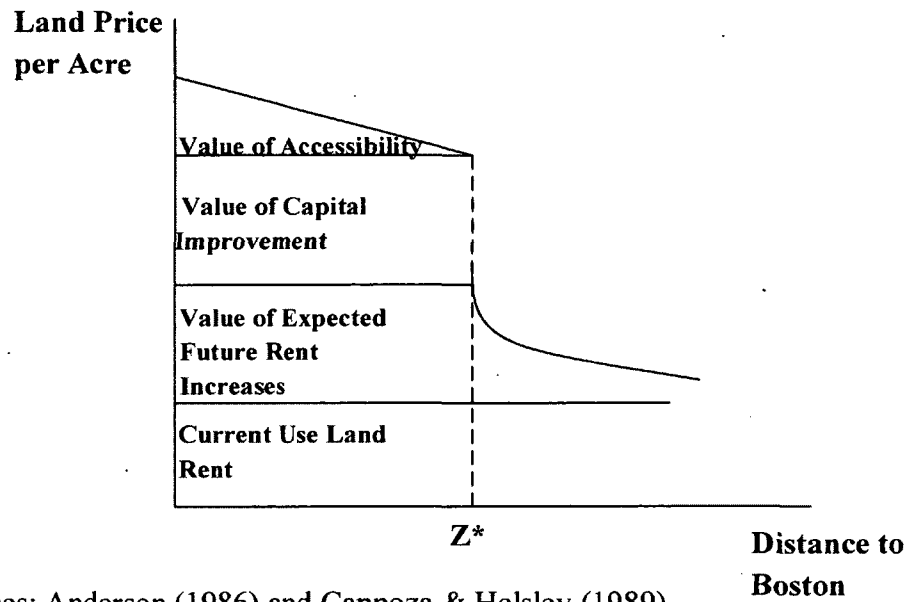 Land Price
per Acre
Value of Accessibility
Value of Capital
Improvement
Value of Expected
Future Rent
Increases
Current Use Land
Rent
Z*
Distance to
Boston
Anderson (1986) and Cappoza & Helsley (1989)